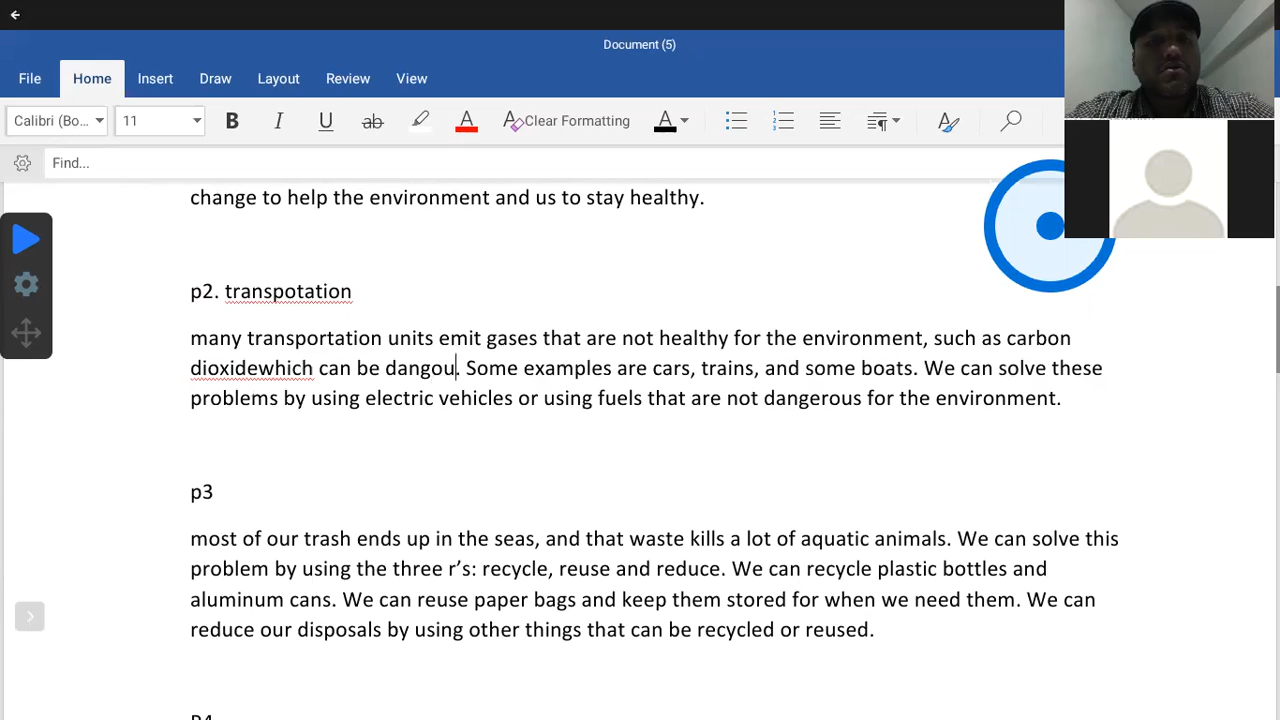 Document (5)
File Home Insert Draw Layout Review View
Calibri (Bo... 11 B I U ab A Clear Formatting A
Find...
change to help the environment and us to stay healthy.
p2. transpotation
many transportation units emit gases that are not healthy for the environment, such as carbon
dioxidewhich can be dangou. Some examples are cars, trains, and some boats. We can solve these
problems by using electric vehicles or using fuels that are not dangerous for the environment.
p3
most of our trash ends up in the seas, and that waste kills a lot of aquatic animals. We can solve this
problem by using the three r’s: recycle, reuse and reduce. We can recycle plastic bottles and
aluminum cans. We can reuse paper bags and keep them stored for when we need them. We can
reduce our disposals by using other things that can be recycled or reused.
P4